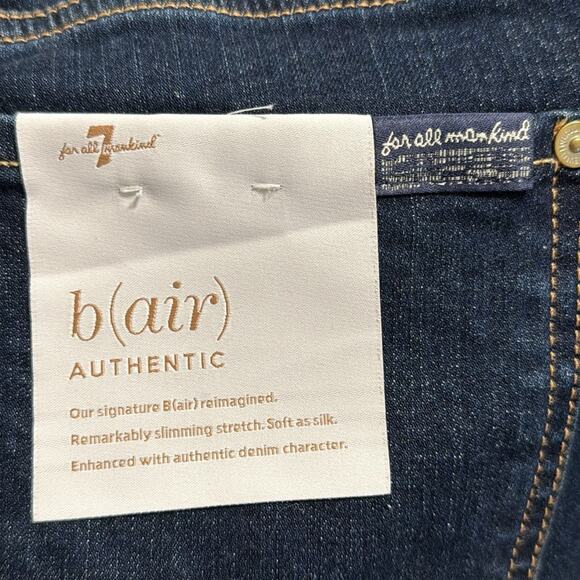 7 for all mankind
for all mankind
b(air)
AUTHENTIC
Our signature B(air) reimagined.
Remarkably slimming stretch. Soft as silk.
Enhanced with authentic denim character.